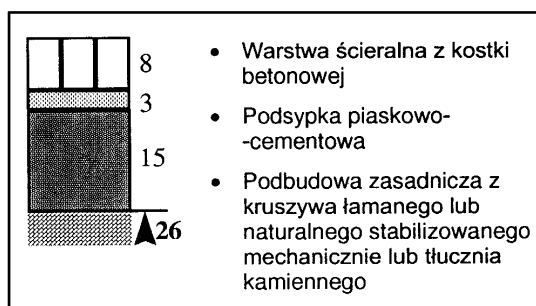 8
3
15
26
• Warstwa ścieralna z kostki
betonowej
• Podsypka piaskowo-
-cementowa
• Podbudowa zasadnicza z
kruszywa łamanego lub
naturalnego stabilizowanego
mechanicznie lub tłucznia
kamiennego